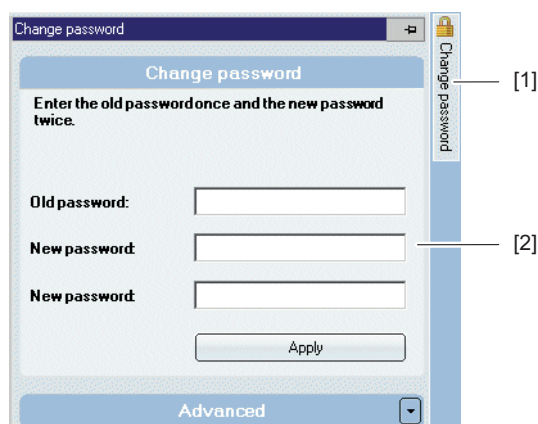 Change password
Change password
Enter the old password once and the new password
twice.
Old password:
New password:
New password:
Apply
Advanced
Change password
[1]
[2]